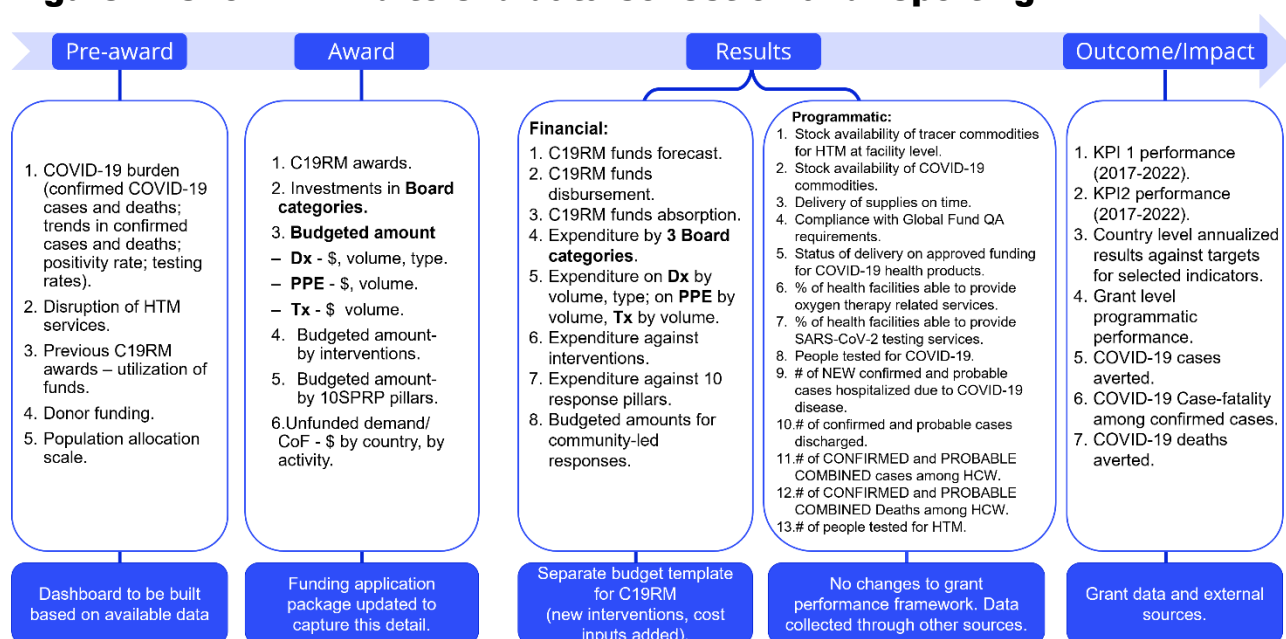 Pre-award
Award
Results
Outcome/Impact
1. COVID-19 burden
(confirmed COVID-19
cases and deaths;
trends in confirmed
cases and deaths;
positivity rate; testing
rates).
2. Disruption of HTM
services.
3. Previous C19RM
awards – utilization of
funds.
4. Donor funding.
5. Population allocation
scale.
Dashboard to be built
based on available data
1. C19RM awards.
2. Investments in Board
categories.
3. Budgeted amount
– Dx - $, volume, type.
– PPE - $, volume.
– Tx - $ volume.
4. Budgeted amount-
by interventions.
5. Budgeted amount-
by 10SPRP pillars.
6.Unfunded demand/
CoF - $ by country, by
activity.
Funding application
package updated to
capture this detail.
Financial:
1. C19RM funds forecast.
2. C19RM funds
disbursement.
3. C19RM funds absorption.
4. Expenditure by 3 Board
categories.
5. Expenditure on Dx by
volume, type; on PPE by
volume, Tx by volume.
6. Expenditure against
interventions.
7. Expenditure against 10
response pillars.
8. Budgeted amounts for
community-led
responses.
Separate budget template
for C19RM
(new interventions, cost
inputs added).
Programmatic:
1. Stock availability of tracer commodities
for HTM at facility level.
2. Stock availability of COVID-19
commodities.
3. Delivery of supplies on time.
4. Compliance with Global Fund QA
requirements.
5. Status of delivery on approved funding
for COVID-19 health products.
6. % of health facilities able to provide
oxygen therapy related services.
7. % of health facilities able to provide
SARS-CoV-2 testing services.
8. People tested for COVID-19.
9. # of NEW confirmed and probable
cases hospitalized due to COVID-19
disease.
10.# of confirmed and probable cases
discharged.
11.# of CONFIRMED and PROBABLE
COMBINED cases among HCW.
12.# of CONFIRMED and PROBABLE
COMBINED Deaths among HCW.
13.# of people tested for HTM.
No changes to grant
performance framework. Data
collected through other sources.
1. KPI 1 performance
(2017-2022).
2. KPI2 performance
(2017-2022).
3. Country level annualized
results against targets
for selected indicators.
4. Grant level
programmatic
performance.
5. COVID-19 cases
averted.
6. COVID-19 Case-fatality
among confirmed cases.
7. COVID-19 deaths
averted.
Grant data and external
sources.